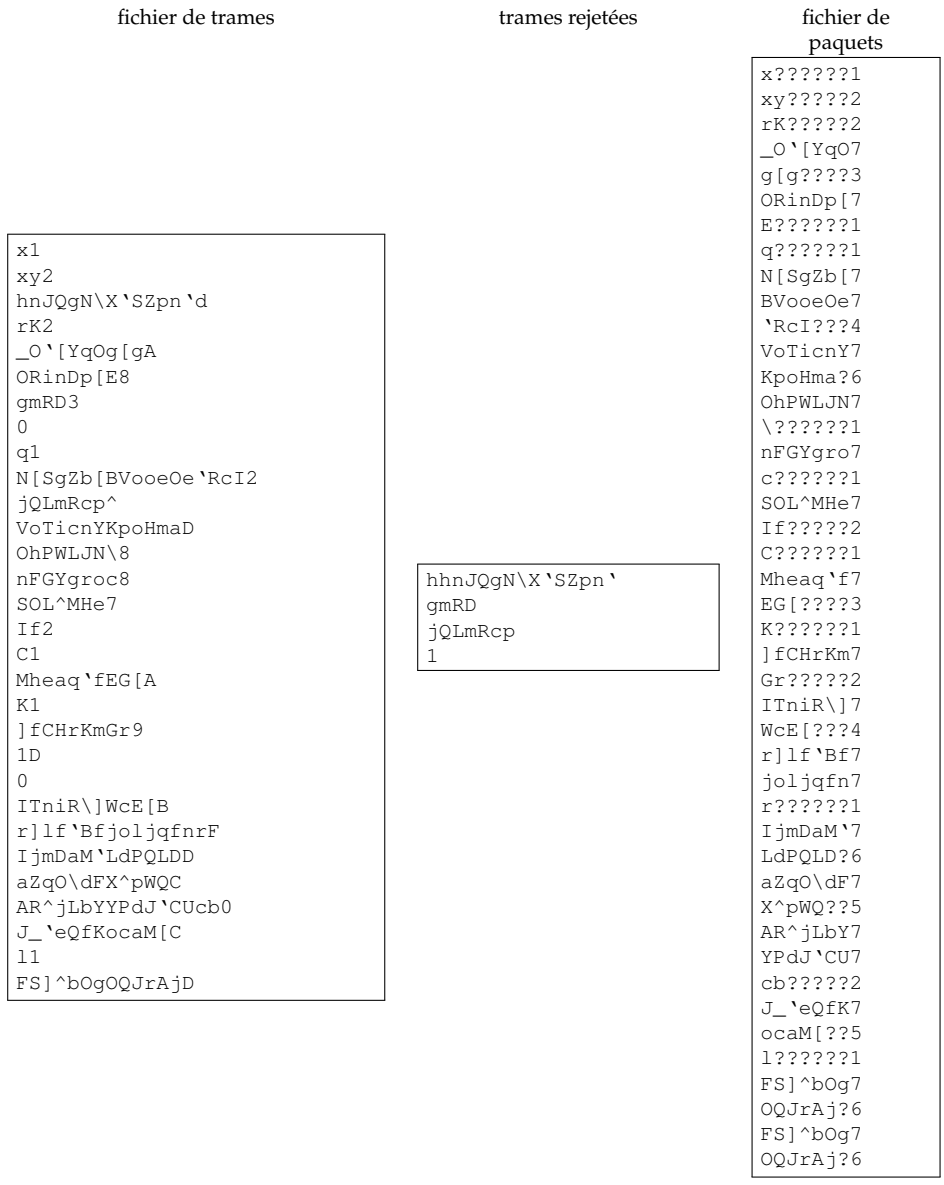 fichier de trames
trames rejetées
fichier de
paquets
x1
xy2
hnJQgN\X‘SZpn‘d
rK2
_O‘[YqOg[gA
ORinDp[E8
gmRD3
0
q1
N[SgZb[BVooeOe‘RcI2
jQLmRcp^
VoTicnYKpoHmaD
OhPWLJN\8
nFGYgroc8
SOL^MHe7
If2
C1
Mheaq‘fEG[A
K1
]fCHrKmGr9
1D
0
ITniR\]WcE[B
r]lf‘BfjoljqfnrF
IjmDaM‘LdPQLDD
aZqO\dFX^pWQC
AR^jLbYYPdJ‘CUcb0
J_‘eQfKocaM[C
l1
FS]^bOgOQJrAjD
hhnJQgN\X‘SZpn‘
gmRD
jQLmRcp
1
x??????1
xy?????2
rK?????2
_O‘[YqO7
g[g????3
ORinDp[7
E??????1
q??????1
N[SgZb[7
BVooeOe7
‘RcI???4
VoTicnY7
KpoHma?6
OhPWLJN7
\??????1
nFGYgro7
c??????1
SOL^MHe7
If?????2
C??????1
Mheaq‘f7
EG[????3
K??????1
]fCHrKm7
Gr?????2
ITniR\]7
WcE[???4
r]lf‘Bf7
joljqfn7
r??????1
IjmDaM‘7
LdPQLD?6
aZqO\dF7
X^pWQ??5
AR^jLbY7
YPdJ‘CU7
cb?????2
J_‘eQfK7
ocaM[??5
l??????1
FS]^bOg7
OQJrAj?6
FS]^bOg7
OQJrAj?6